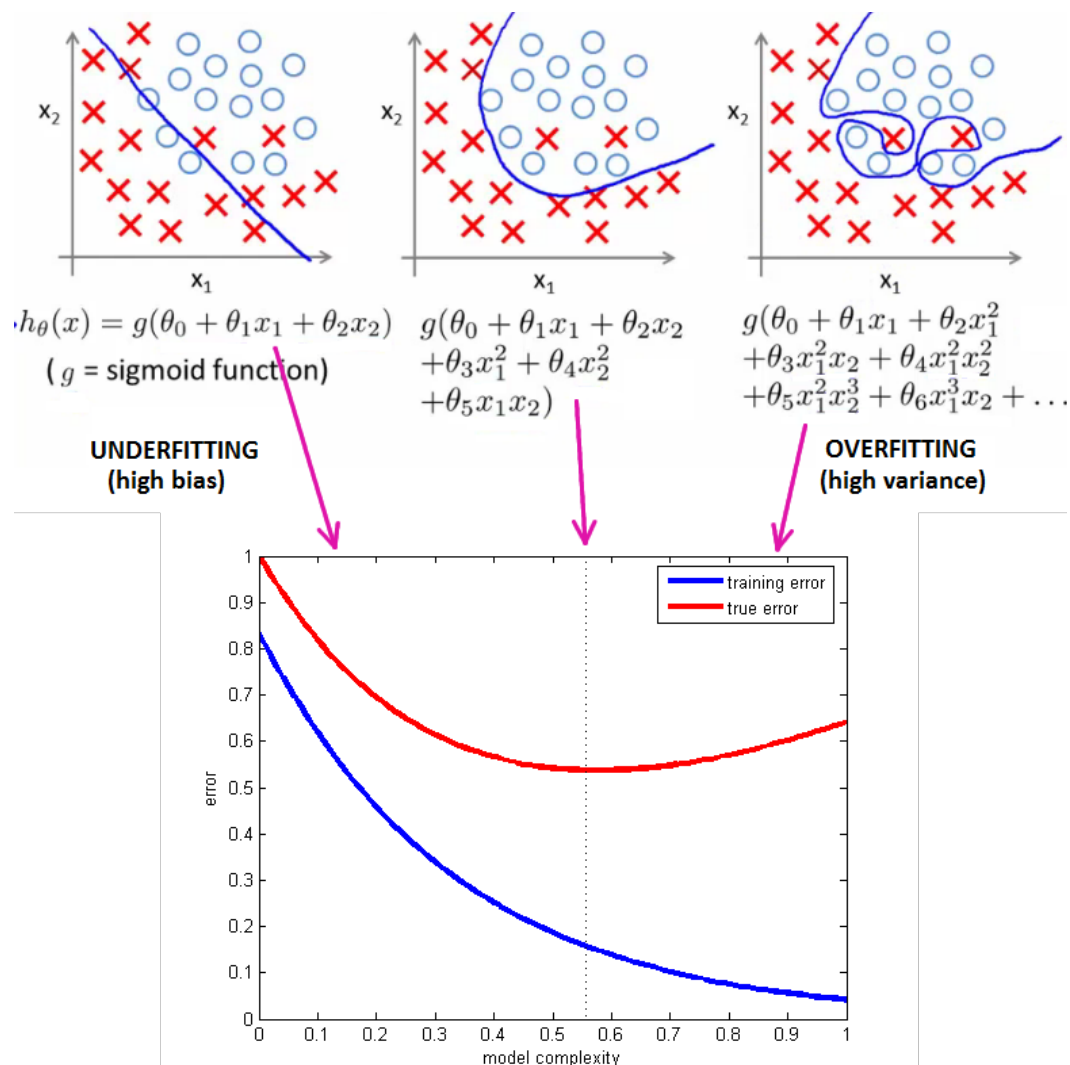 x₂
x₁
x₂
x₁
x₂
x₁
h_θ(x) = g(θ₀ + θ₁x₁ + θ₂x₂)
( g = sigmoid function)
g(θ₀ + θ₁x₁ + θ₂x₂
+θ₃x₁² + θ₄x₂²
+θ₅x₁x₂)
g(θ₀ + θ₁x₁ + θ₂x₁²
+θ₃x₁²x₂ + θ₄x₁²x₂²
+θ₅x₁²x₂³ + θ₆x₁³x₂ + …
UNDERFITTING
(high bias)
OVERFITTING
(high variance)
training error
true error
1
0.9
0.8
0.7
0.6
0.5
0.4
0.3
0.2
0.1
0
error
0 0.1 0.2 0.3 0.4 0.5 0.6 0.7 0.8 0.9 1
model complexity